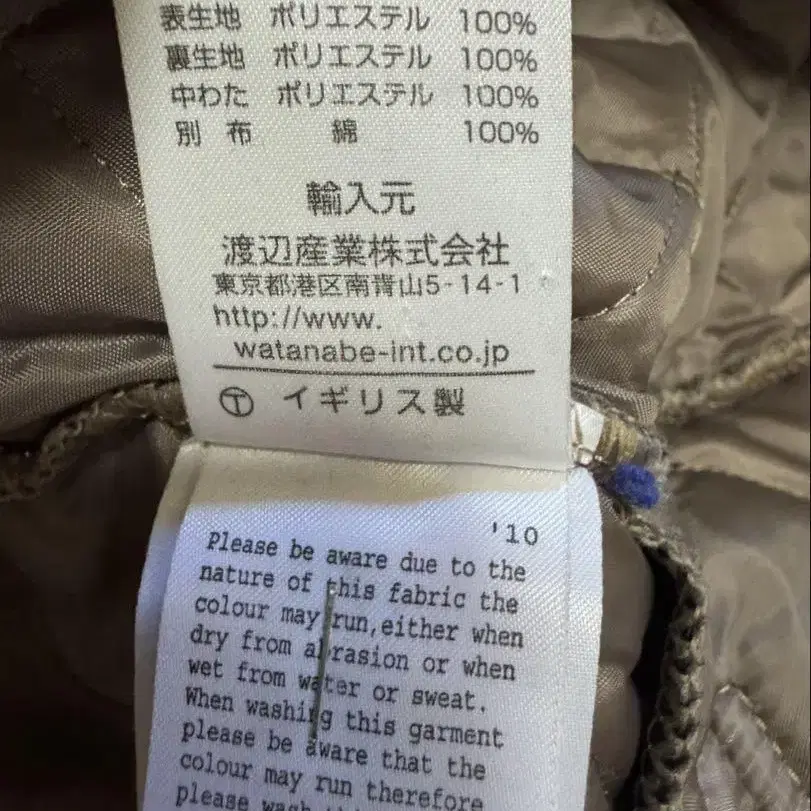 表生地 ポリエステル 100%
裏生地 ポリエステル 100%
中わた ポリエステル 100%
別 布 綿 100%
輸入元
渡辺産業株式会社
東京都港区南青山5-14-1
http://www.
watanabe-int.co.jp
Ⓣ イギリス製
'10
Please be aware due to the
nature of this fabric the
colour may run,either when
dry from abrasion or when
wet from water or sweat.
When washing this garment
please be aware that the
colour may run therefore
please wash